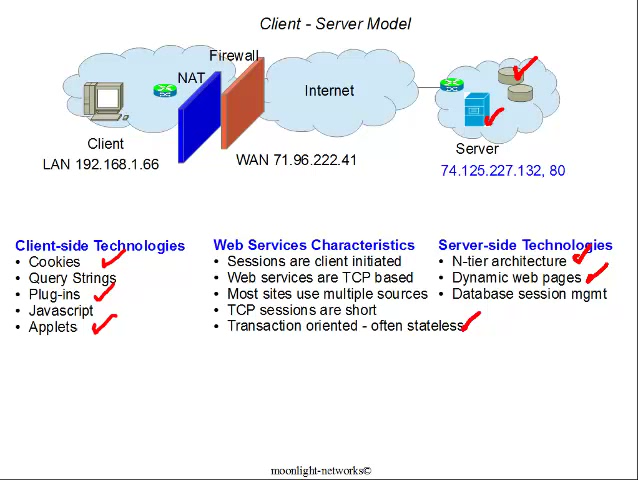 Client - Server Model
Firewall
NAT
Internet
Client
LAN 192.168.1.66
WAN 71.96.222.41
Server
74.125.227.132, 80
Client-side Technologies
• Cookies
• Query Strings
• Plug-ins
• Javascript
• Applets
Web Services Characteristics
• Sessions are client initiated
• Web services are TCP based
• Most sites use multiple sources
• TCP sessions are short
• Transaction oriented - often stateless
Server-side Technologies
• N-tier architecture
• Dynamic web pages
• Database session mgmt
moonlight-networks©